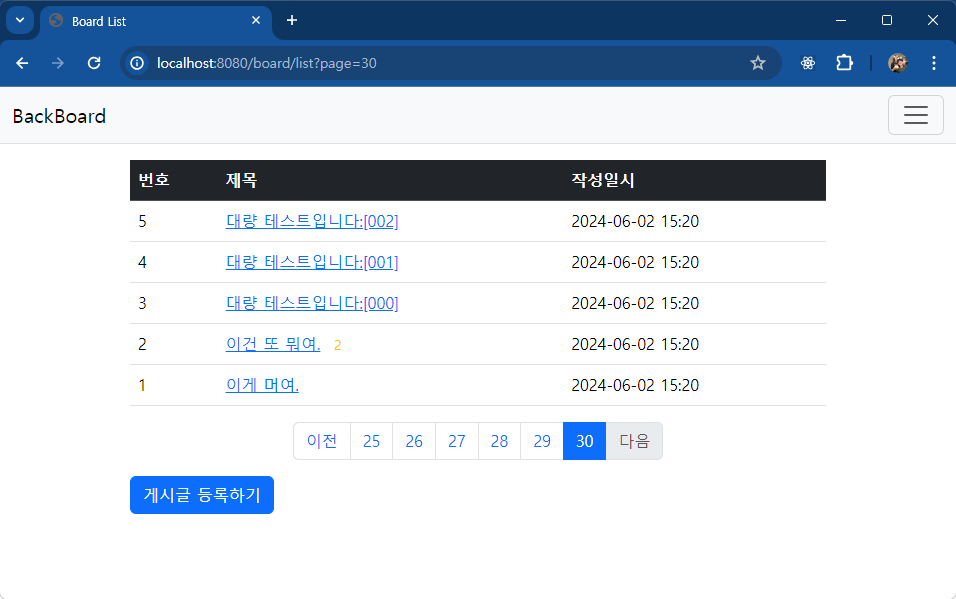 Board List
localhost:8080/board/list?page=30
BackBoard
번호 제목 작성일시
5 대량 테스트입니다:[002] 2024-06-02 15:20
4 대량 테스트입니다:[001] 2024-06-02 15:20
3 대량 테스트입니다:[000] 2024-06-02 15:20
2 이건 또 뭐여. 2 2024-06-02 15:20
1 이게 머여. 2024-06-02 15:20
이전 25 26 27 28 29 30 다음
게시글 등록하기